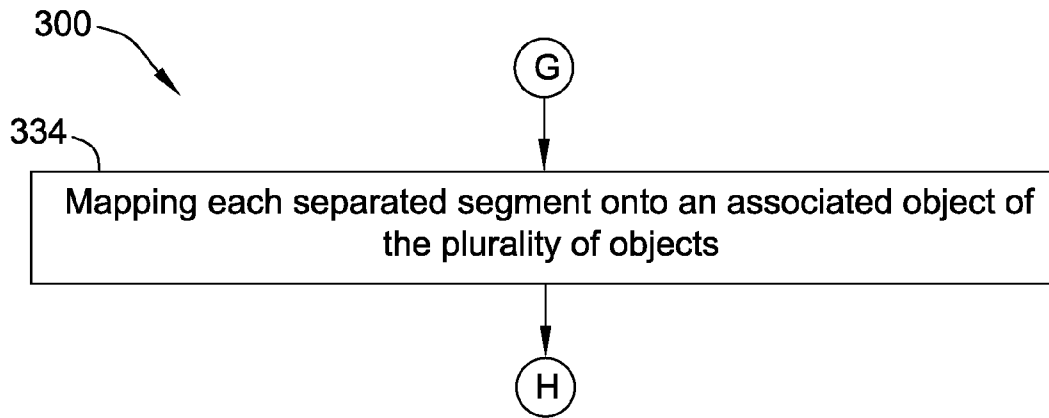 300
G
334
Mapping each separated segment onto an associated object of
the plurality of objects
H